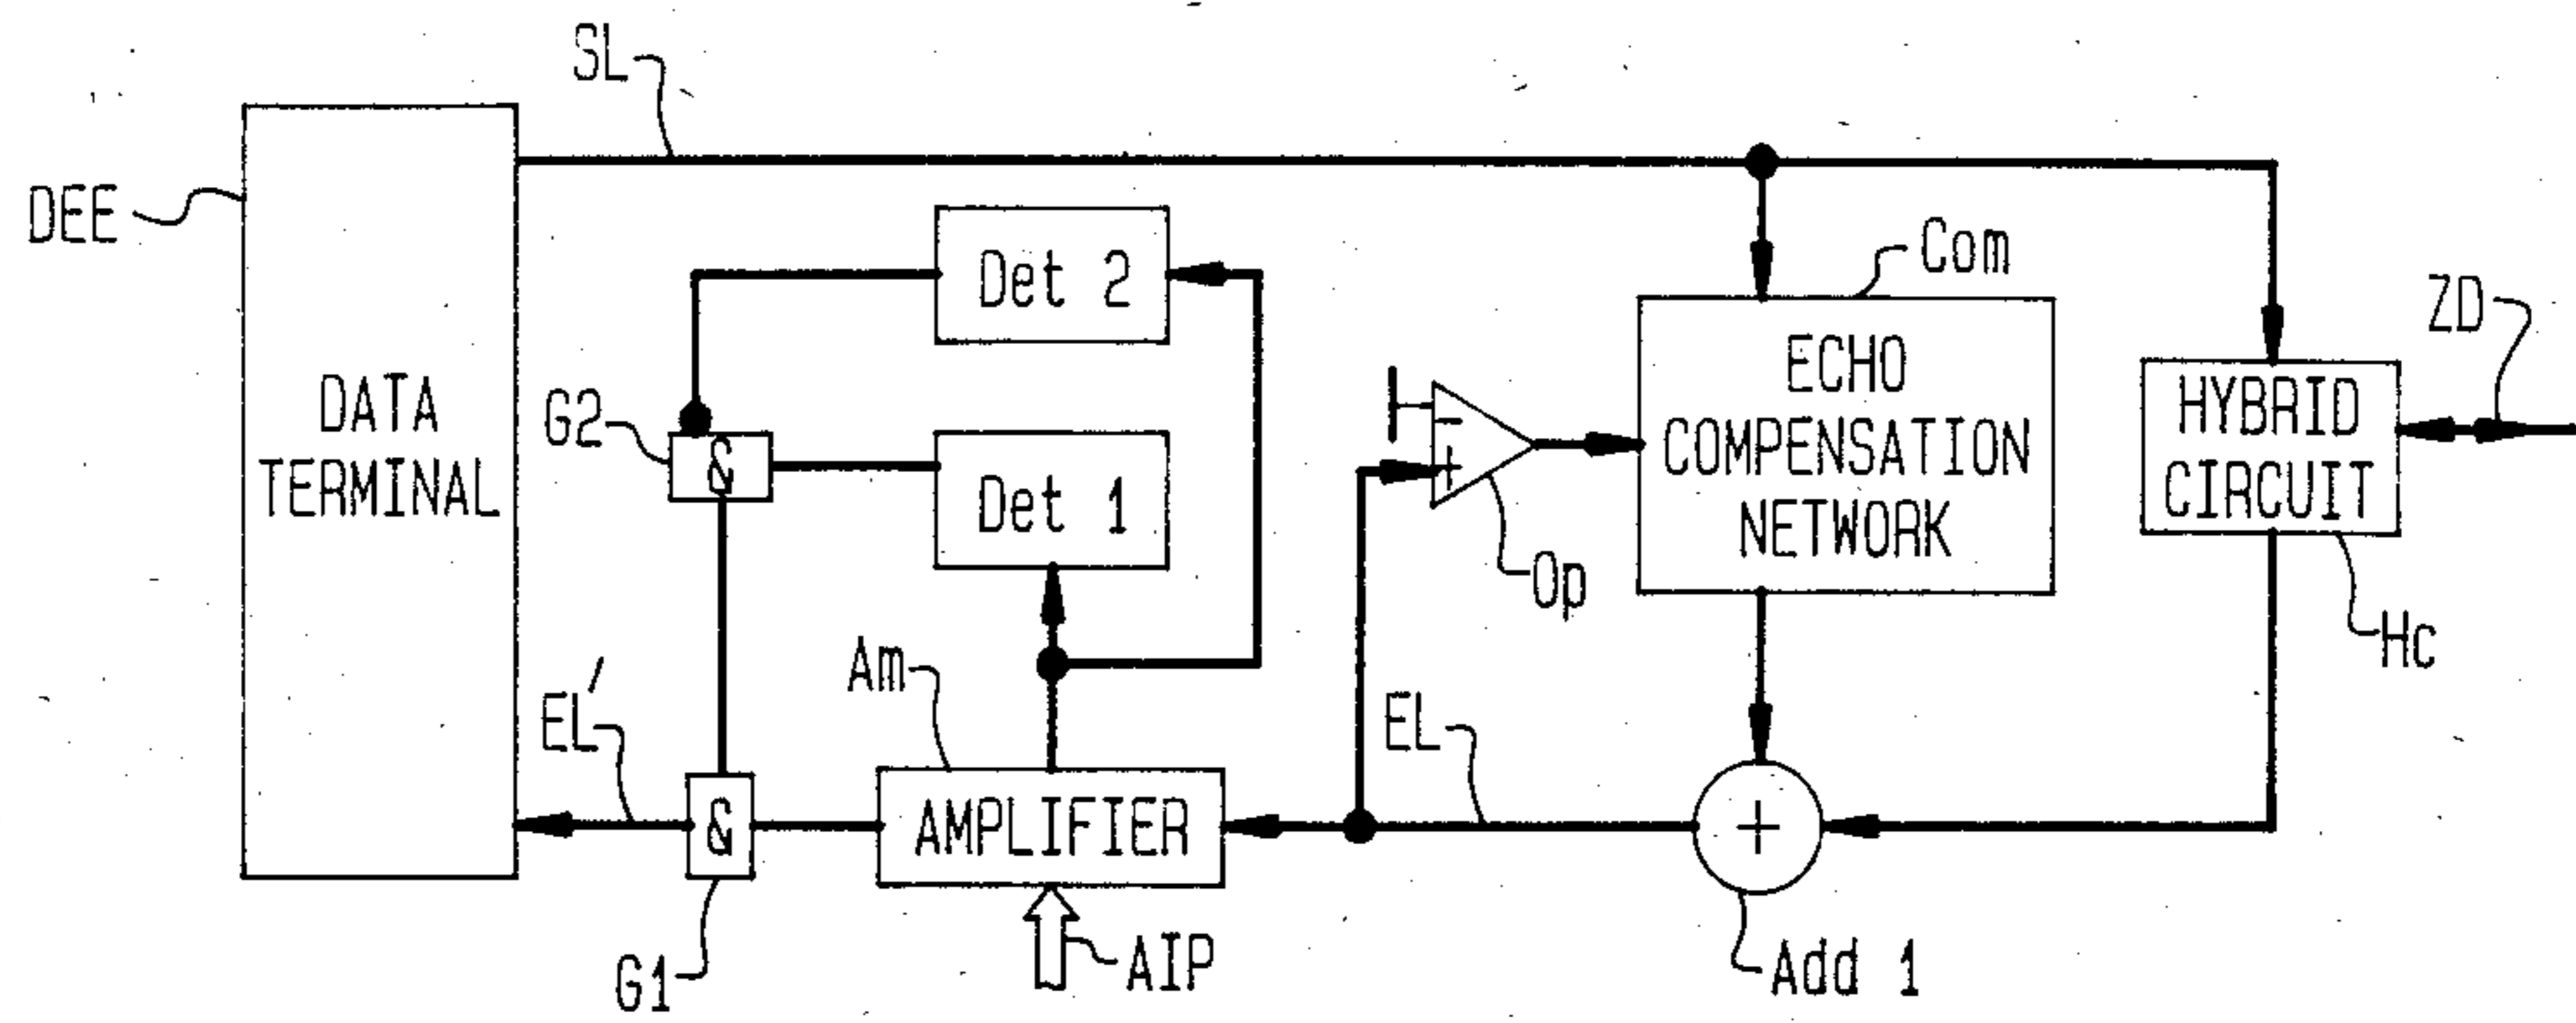 SL
DEE
DATA
TERMINAL
Det 2
G2
&
Det 1
Com
ECHO
COMPENSATION
NETWORK
-
+
Op
ZD
HYBRID
CIRCUIT
Hc
Am
EL'
EL
&
AMPLIFIER
+
G1
AIP
Add 1